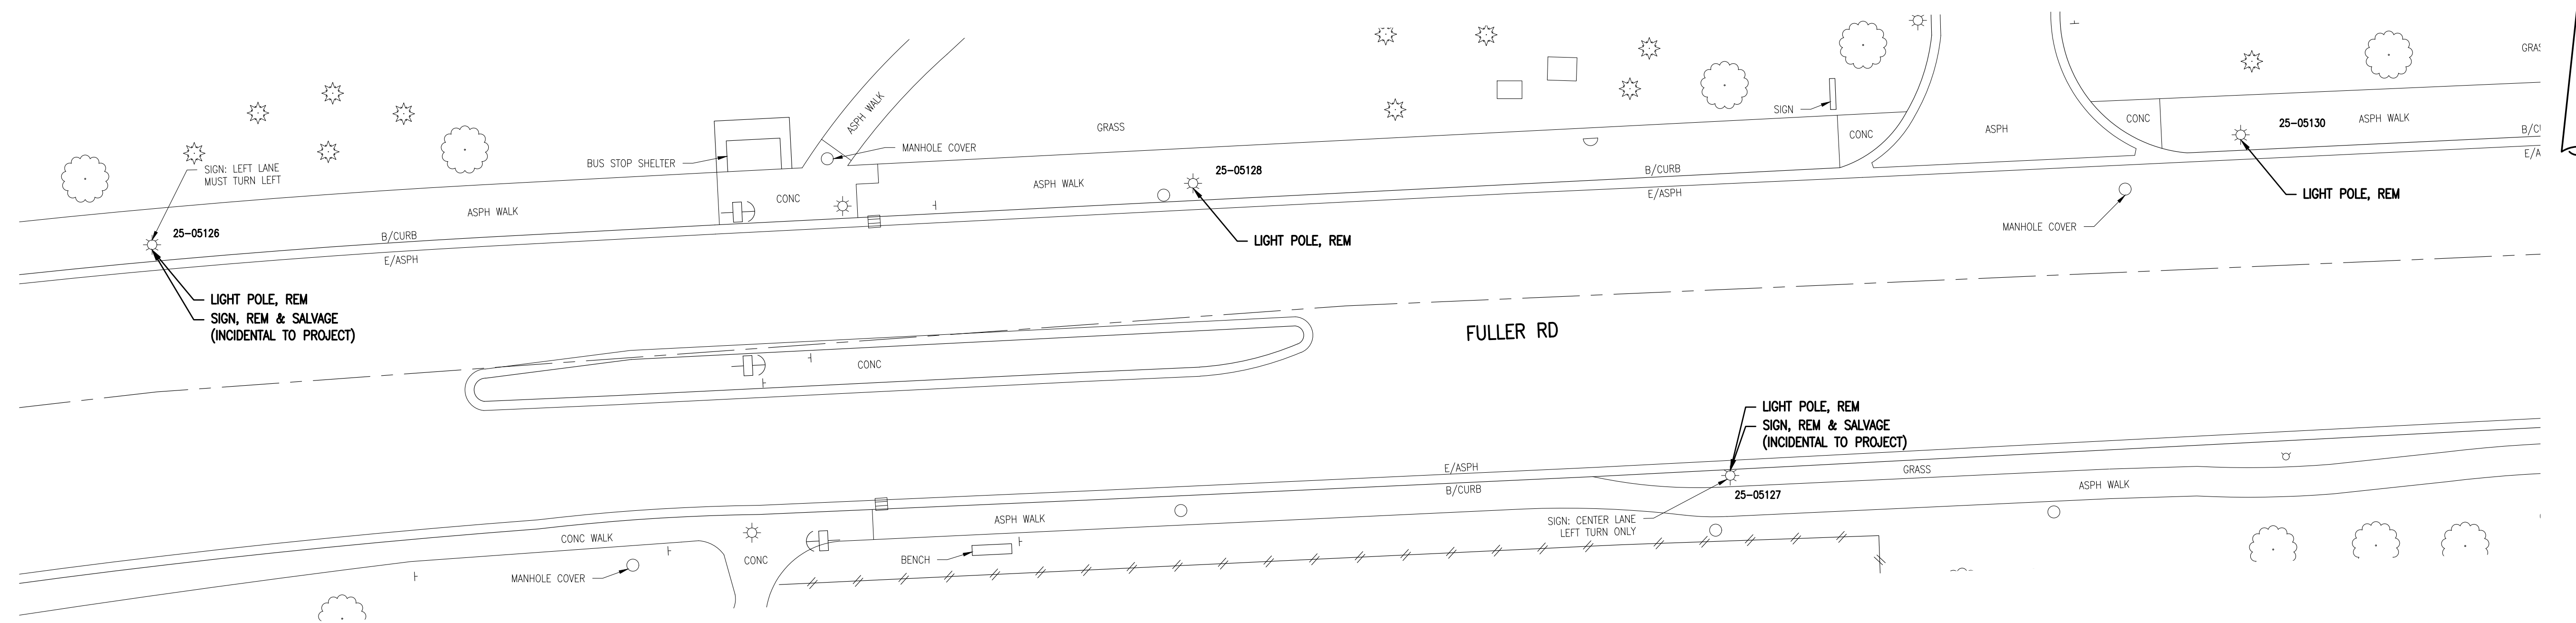 GRASS
SIGN
CONC
ASPH
CONC
25-05130
ASPH WALK
B/C
E/A
LIGHT POLE, REM
MANHOLE COVER
SIGN: LEFT LANE
MUST TURN LEFT
25-05126
ASPH WALK
B/CURB
E/ASPH
LIGHT POLE, REM
SIGN, REM & SALVAGE
(INCIDENTAL TO PROJECT)
BUS STOP SHELTER
CONC
ASPH WALK
MANHOLE COVER
ASPH WALK
25-05128
LIGHT POLE, REM
B/CURB
E/ASPH
GRAS
FULLER RD
CONC
LIGHT POLE, REM
SIGN, REM & SALVAGE
(INCIDENTAL TO PROJECT)
E/ASPH
B/CURB
25-05127
GRASS
ASPH WALK
SIGN: CENTER LANE
LEFT TURN ONLY
ASPH WALK
CONC WALK
CONC
BENCH
MANHOLE COVER